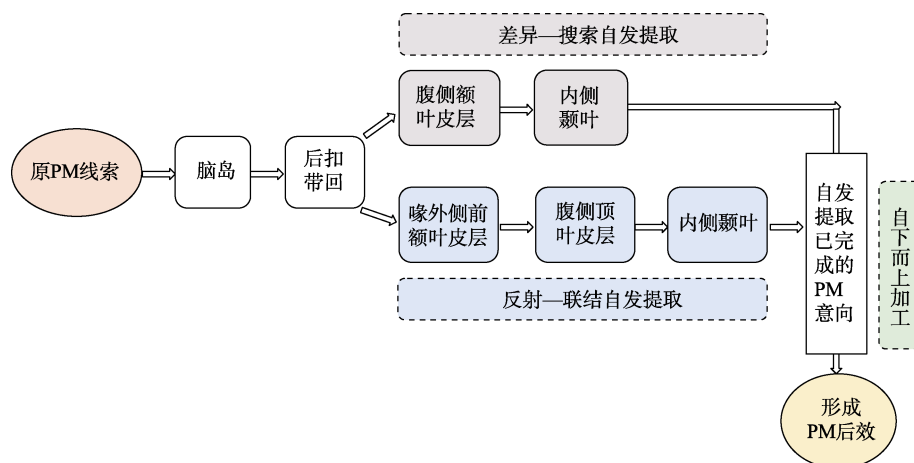 差异—搜索自发提取
腹侧额
叶皮层
内侧
颞叶
原PM线索
脑岛
后扣
带回
喙外侧前
额叶皮层
腹侧顶
叶皮层
内侧颞叶
反射—联结自发提取
自发
提取
已完
成的
PM
意向
自下而上加工
形成
PM后效